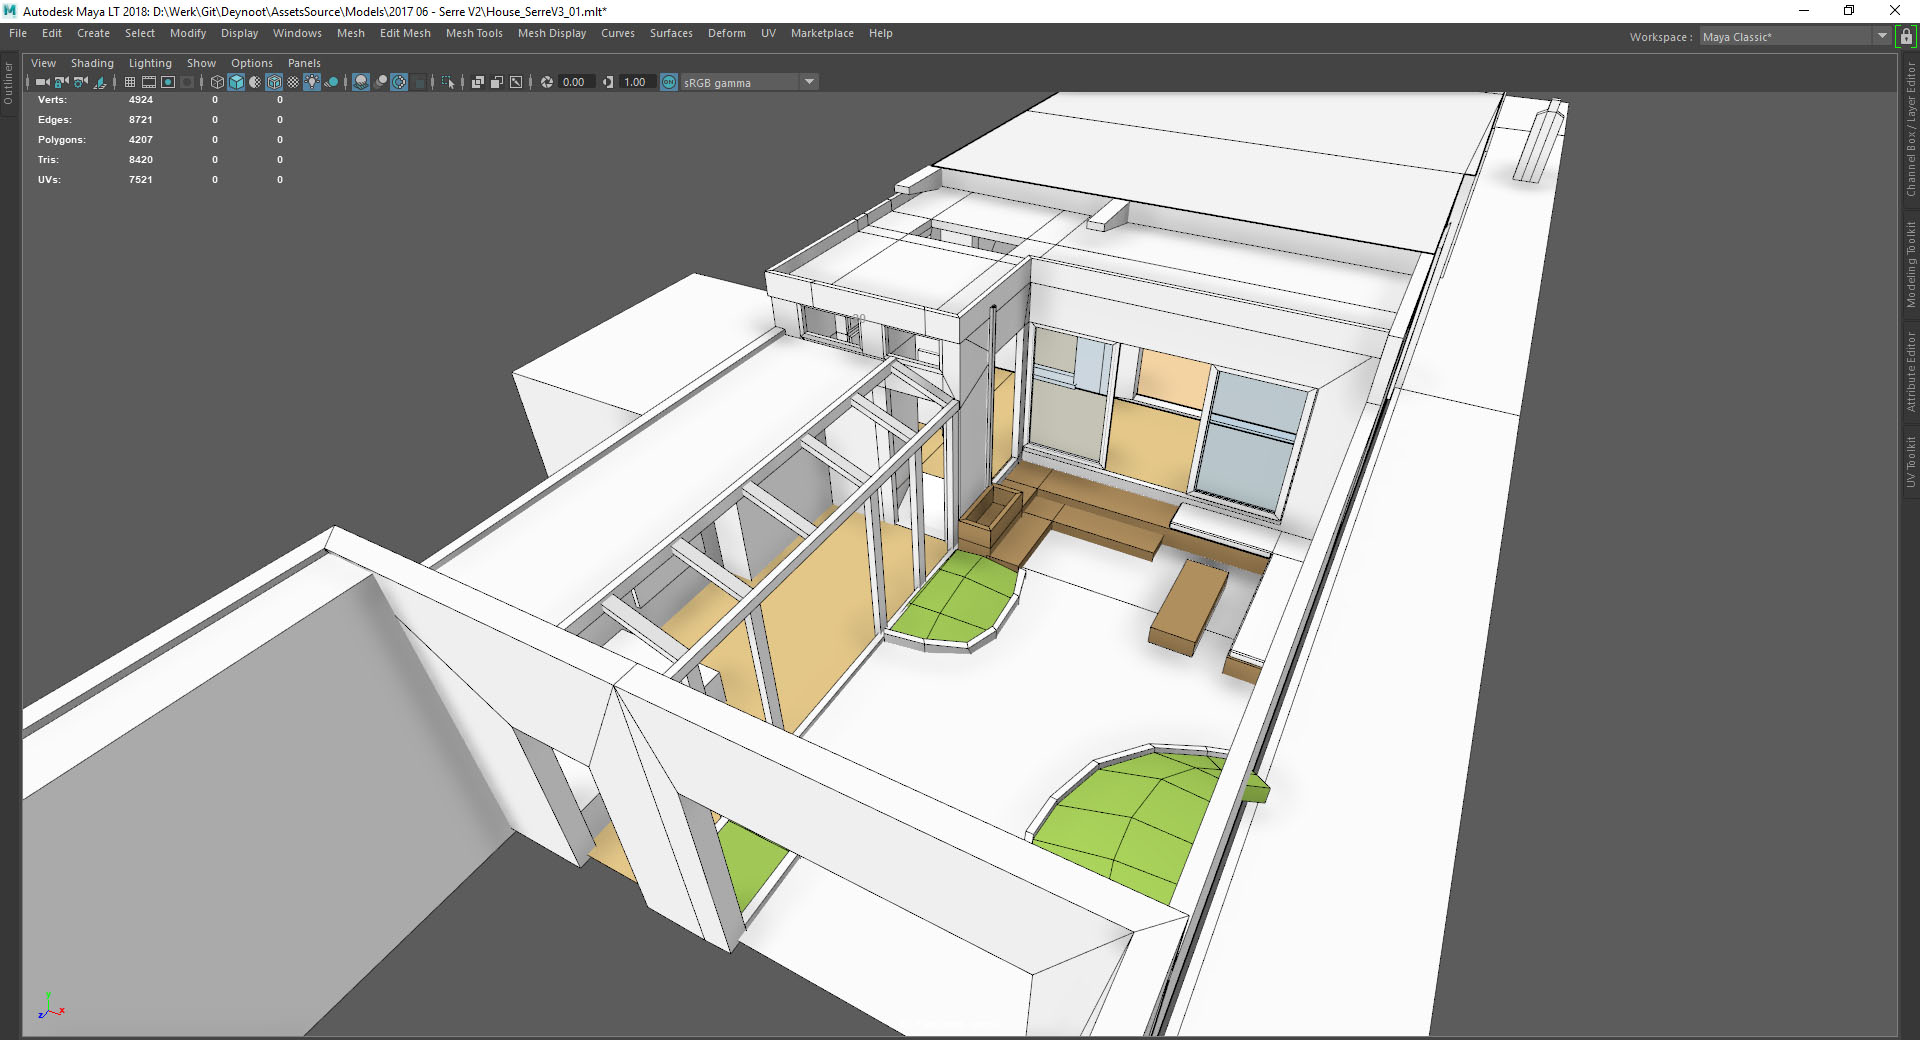 Autodesk Maya LT 2018: D:\Werk\Git\Deynoot\AssetsSource\Models\2017 06 - Serre V2\House_SerreV3_01.mlt*
File Edit Create Select Modify Display Windows Mesh Edit Mesh Mesh Tools Mesh Display Curves Surfaces Deform UV Marketplace Help
Workspace : Maya Classic*
View Shading Lighting Show Options Panels
0.00 1.00 ON sRGB gamma
Verts: 4924 0 0
Edges: 8721 0 0
Polygons: 4207 0 0
Tris: 8420 0 0
UVs: 7521 0 0
Outliner
Channel Box / Layer Editor
Modeling Toolkit
Attribute Editor
UV Toolkit
y
z x